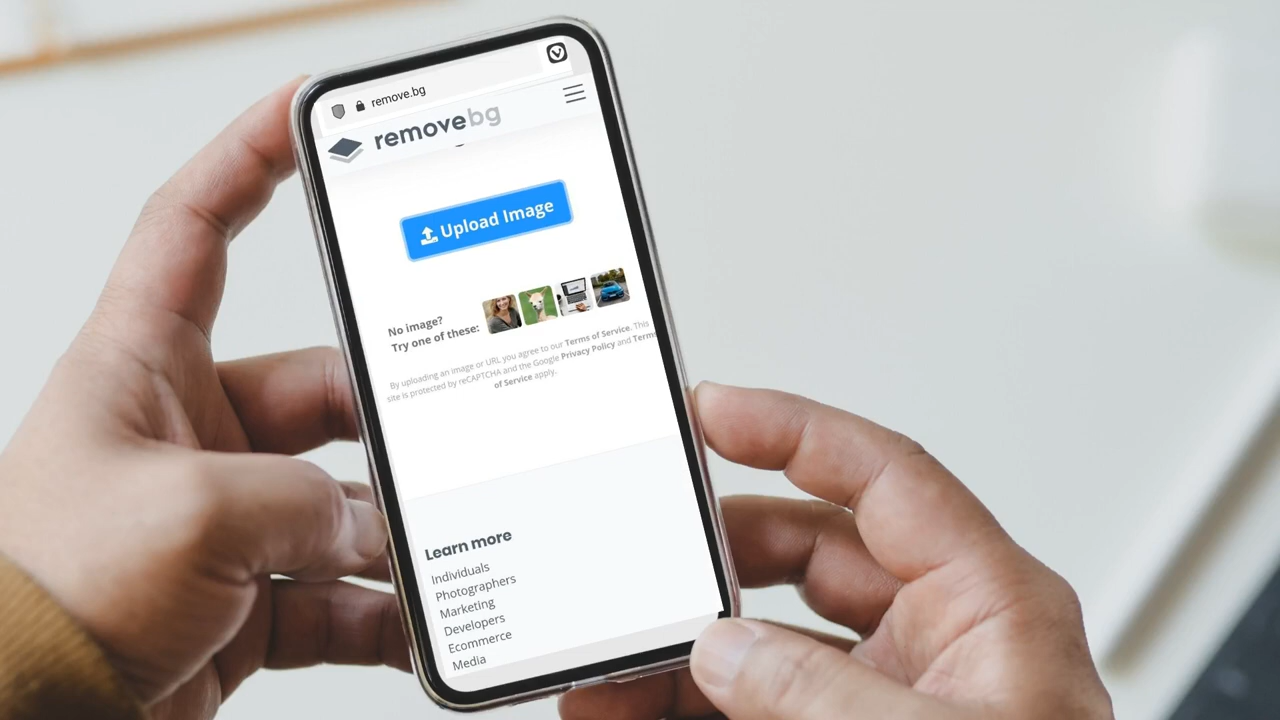 remove.bg
removebg
Upload Image
No image?
Try one of these:
By uploading an image or URL you agree to our Terms of Service. This
site is protected by reCAPTCHA and the Google Privacy Policy and Terms
of Service apply.
Learn more
Individuals
Photographers
Marketing
Developers
Ecommerce
Media